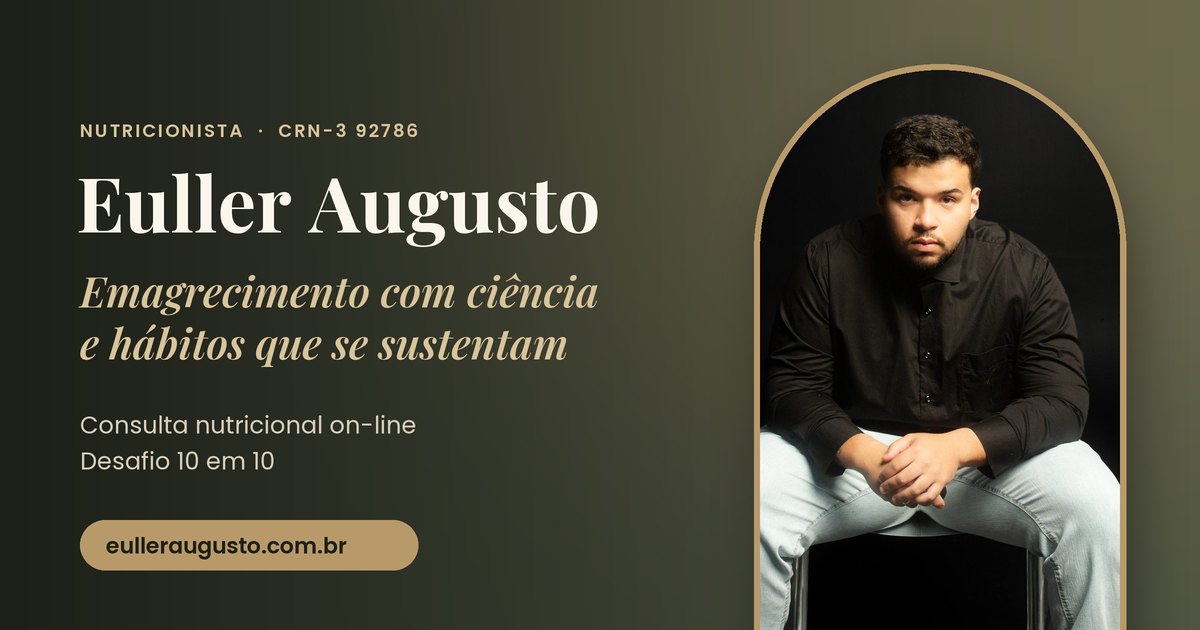 NUTRICIONISTA · CRN-3 92786
Euller Augusto
Emagrecimento com ciência
e hábitos que se sustentam
Consulta nutricional on-line
Desafio 10 em 10
eulleraugusto.com.br